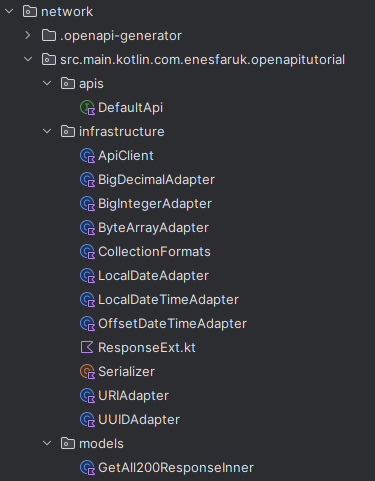 network
.openapi-generator
src.main.kotlin.com.enesfaruk.openapitutorial
apis
DefaultApi
infrastructure
ApiClient
BigDecimalAdapter
BigIntegerAdapter
ByteArrayAdapter
CollectionFormats
LocalDateAdapter
LocalDateTimeAdapter
OffsetDateTimeAdapter
ResponseExt.kt
Serializer
URIAdapter
UUIDAdapter
models
GetAll200ResponseInner